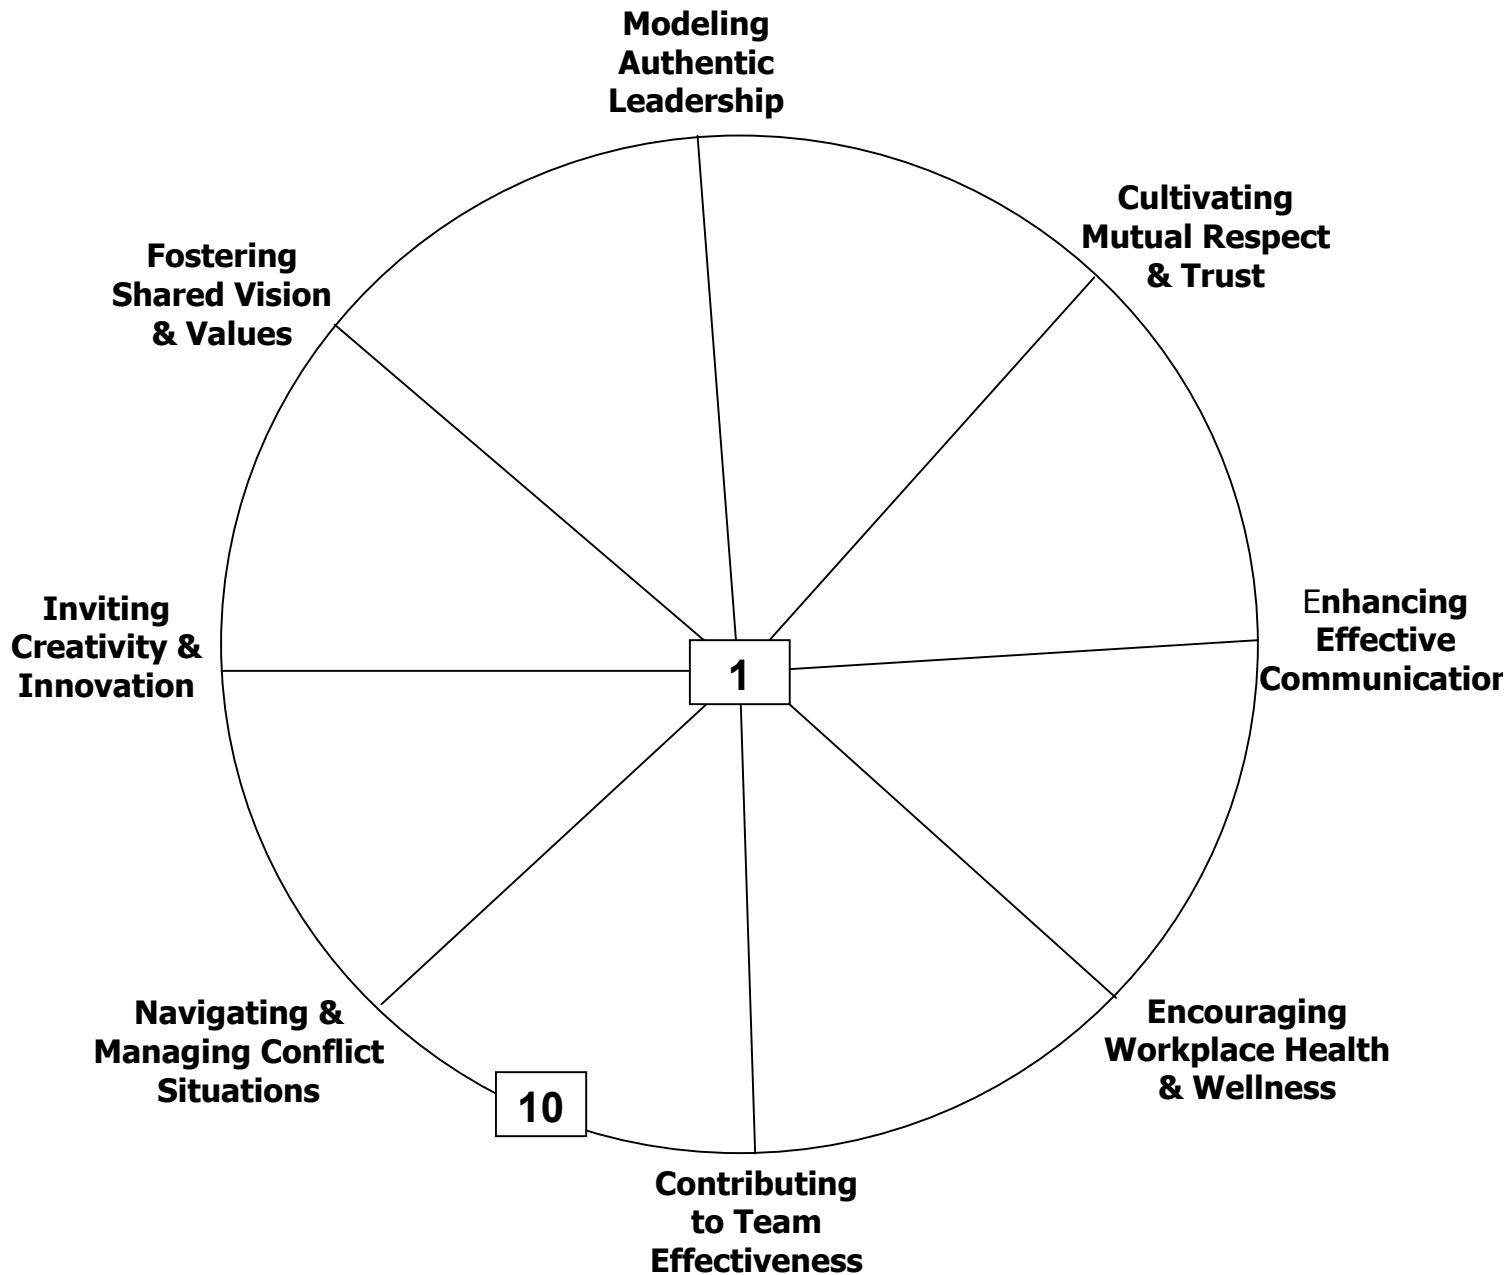 Modeling
Authentic
Leadership
Cultivating
Mutual Respect
& Trust
Fostering
Shared Vision
& Values
Enhancing
Effective
Communication
Inviting
Creativity &
Innovation
1
Encouraging
Workplace Health
& Wellness
Navigating &
Managing Conflict
Situations
10
Contributing
to Team
Effectiveness